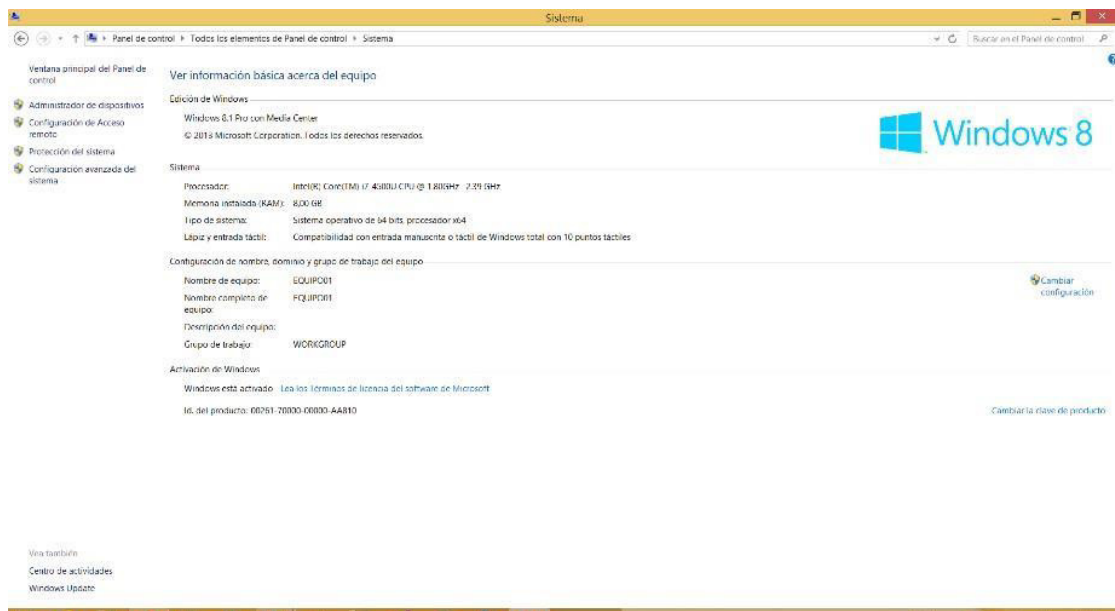 Sistema
Panel de control Todos los elementos de Panel de control Sistema
Buscar en el Panel de control
Ventana principal del Panel de
control
Administrador de dispositivos
Configuración de Acceso
remoto
Protección del sistema
Configuración avanzada del
sistema
Ver información básica acerca del equipo
Edición de Windows
Windows 8.1 Pro con Media Center
© 2013 Microsoft Corporation. Todos los derechos reservados.
Windows 8
Sistema
Procesador: Intel(R) Core(TM) i7-4500U CPU @ 1.80GHz 2.39 GHz
Memoria instalada (RAM): 8,00 GB
Tipo de sistema: Sistema operativo de 64 bits, procesador x64
Lápiz y entrada táctil: Compatibilidad con entrada manuscrita o táctil de Windows total con 10 puntos táctiles
Configuración de nombre, dominio y grupo de trabajo del equipo
Nombre de equipo: EQUIPO01
Nombre completo de EQUIPO01
equipo:
Descripción del equipo:
Grupo de trabajo: WORKGROUP
Cambiar
configuración
Activación de Windows
Windows está activado Lea los Términos de licencia del software de Microsoft
Id. del producto: 00261-70000-00000-AA810
Cambiar la clave de producto
Vea también
Centro de actividades
Windows Update